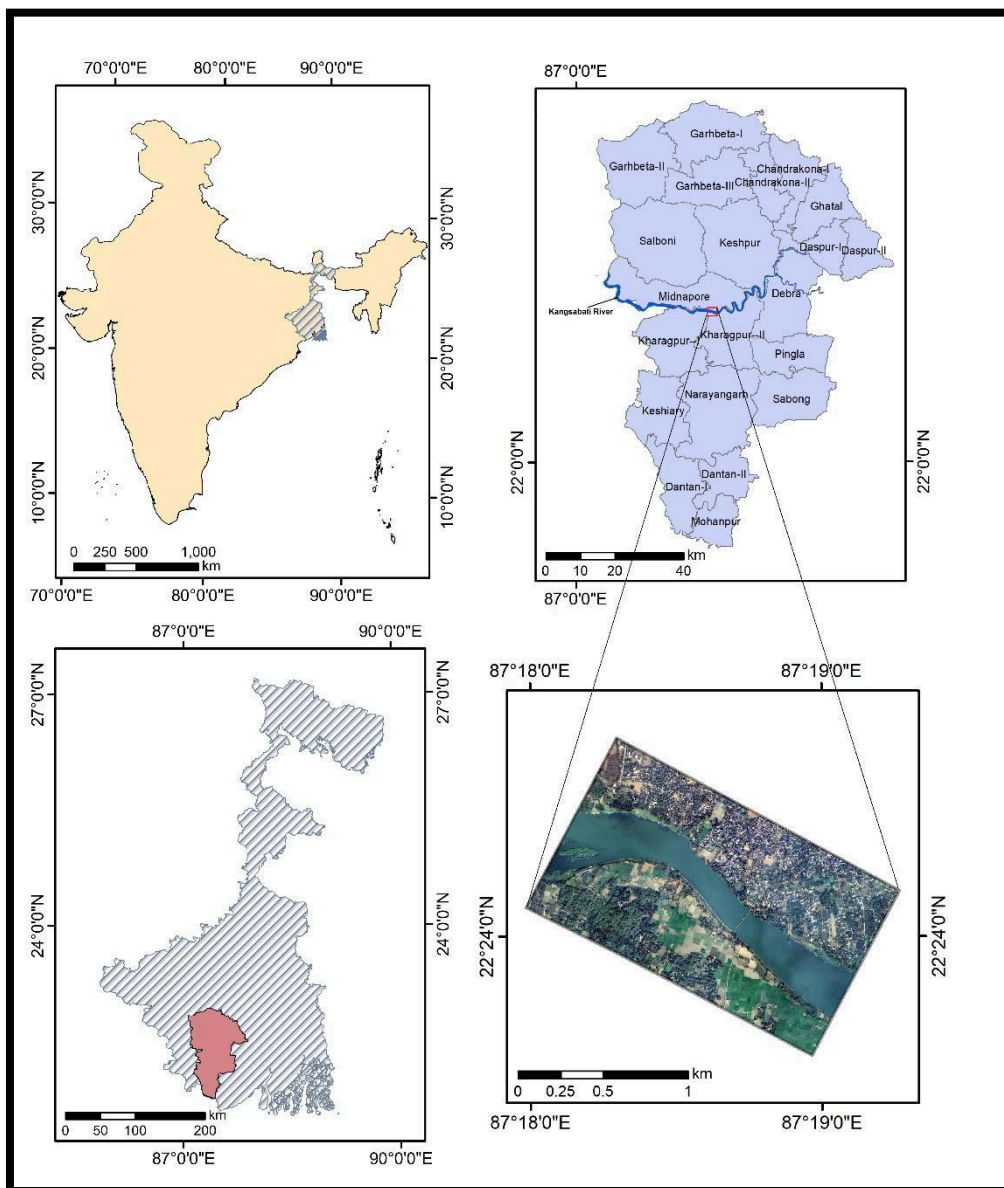 70°0'0"E 80°0'0"E 90°0'0"E
30°0'0"N
30°0'0"N
20°0'0"N
20°0'0"N
10°0'0"N
10°0'0"N
0 250 500 1,000
km
70°0'0"E 80°0'0"E 90°0'0"E
87°0'0"E
Garhbeta-I
Garhbeta-II
Chandrakona-I
Garhbeta-III
Chandrakona-II
Ghatal
Salboni
Keshpur
Daspur-I
Daspur-II
Midnapore
Debra
Kangsabati River
Kharagpur--I
Kharagpur--II
Pingla
Narayangarh
Sabong
Keshiary
Dantan-II
Dantan-I
Mohanpur
22°0'0"N
22°0'0"N
km
0 10 20 40
87°0'0"E
87°0'0"E 90°0'0"E
27°0'0"N
27°0'0"N
24°0'0"N
24°0'0"N
km
0 50 100 200
87°0'0"E 90°0'0"E
87°18'0"E 87°19'0"E
22°24'0"N
22°24'0"N
km
0 0.25 0.5 1
87°18'0"E 87°19'0"E